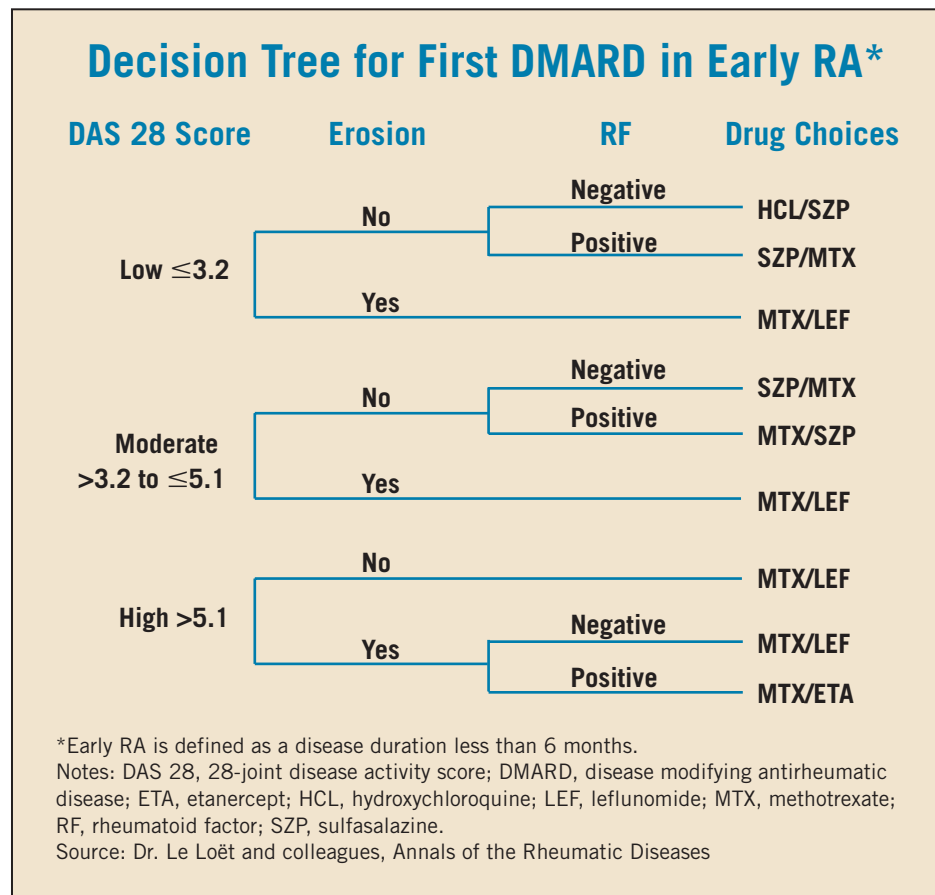 Decision Tree for First DMARD in Early RA*
DAS 28 Score Erosion RF Drug Choices
Low ≤3.2
No
Negative
HCL/SZP
Positive
SZP/MTX
Yes
MTX/LEF
Moderate
>3.2 to ≤5.1
No
Negative
SZP/MTX
Positive
MTX/SZP
Yes
MTX/LEF
High >5.1
No
MTX/LEF
Yes
Negative
MTX/LEF
Positive
MTX/ETA
*Early RA is defined as a disease duration less than 6 months.
Notes: DAS 28, 28-joint disease activity score; DMARD, disease modifying antirheumatic
disease; ETA, etanercept; HCL, hydroxychloroquine; LEF, leflunomide; MTX, methotrexate;
RF, rheumatoid factor; SZP, sulfasalazine.
Source: Dr. Le Loët and colleagues, Annals of the Rheumatic Diseases